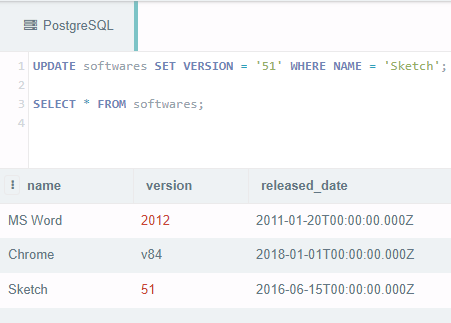 PostgreSQL
1 UPDATE softwares SET VERSION = '51' WHERE NAME = 'Sketch';
2
3 SELECT * FROM softwares;
4
name version released_date
MS Word 2012 2011-01-20T00:00:00.000Z
Chrome v84 2018-01-01T00:00:00.000Z
Sketch 51 2016-06-15T00:00:00.000Z